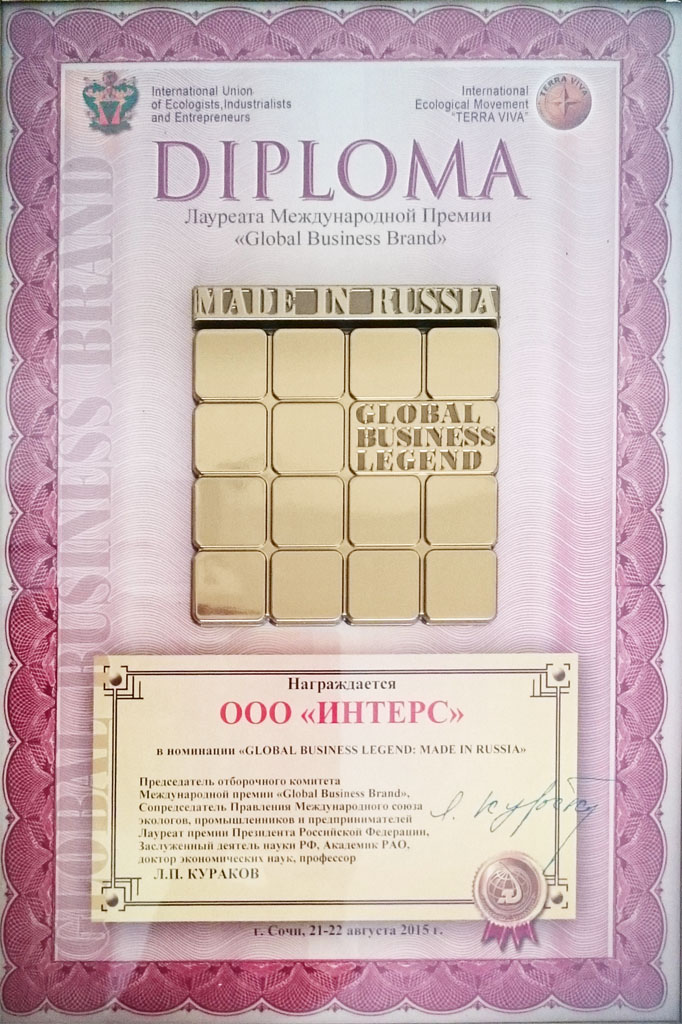 International Union
of Ecologists, Industrialists
and Entrepreneurs
International
Ecological Movement
"TERRA VIVA"
TERRA VIVA
DIPLOMA
Лауреата Международной Премии
«Global Business Brand»
GLOBAL BUSINESS BRAND
MADE IN RUSSIA
GLOBAL
BUSINESS
LEGEND
Награждается
ООО «ИНТЕРС»
в номинации «GLOBAL BUSINESS LEGEND: MADE IN RUSSIA»
Председатель отборочного комитета
Международной премии «Global Business Brand»,
Сопредседатель Правления Международного союза
экологов, промышленников и предпринимателей
Лауреат премии Президента Российской Федерации,
Заслуженный деятель науки РФ, Академик РАО,
доктор экономических наук, профессор
Л.П. КУРАКОВ
г. Сочи, 21-22 августа 2015 г.